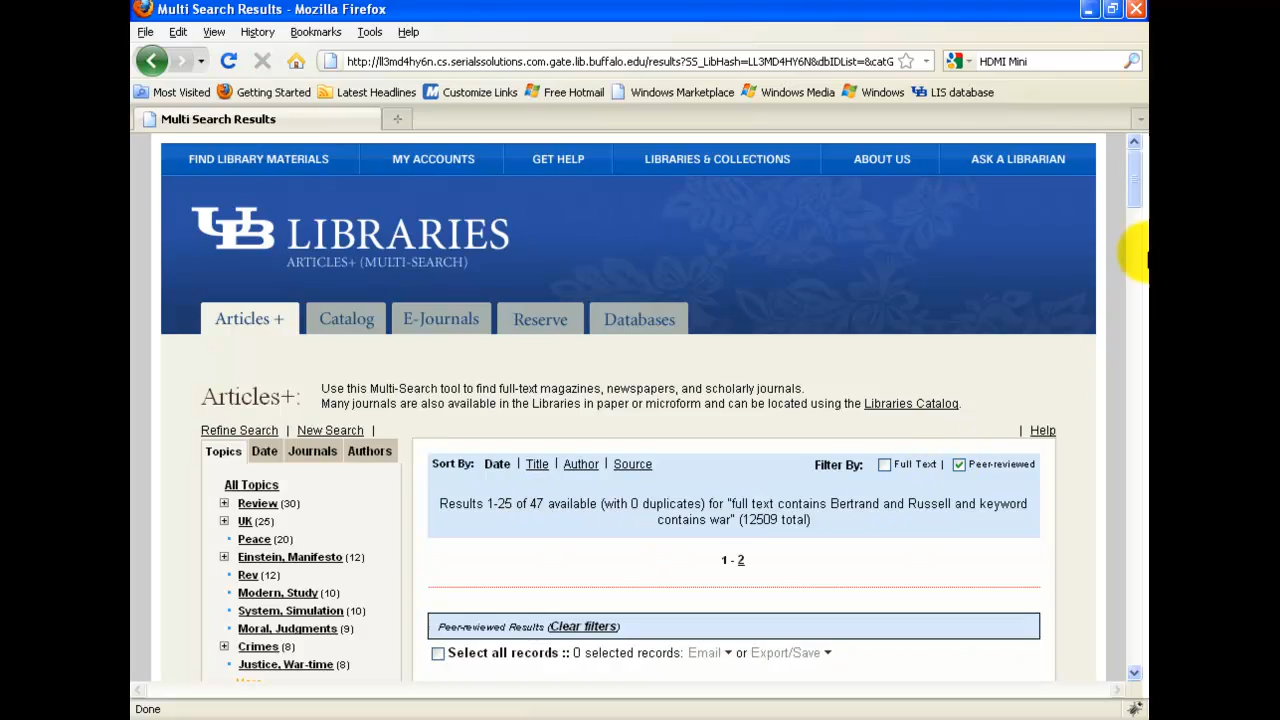 Multi Search Results - Mozilla Firefox
File Edit View History Bookmarks Tools Help
http://ll3md4hy6n.cs.serialssolutions.com.gate.lib.buffalo.edu/results?SS_LibHash=LL3MD4HY6N&dbIDList=&catG
HDMI Mini
Most Visited Getting Started Latest Headlines Customize Links Free Hotmail Windows Marketplace Windows Media Windows LIS database
Multi Search Results
FIND LIBRARY MATERIALS MY ACCOUNTS GET HELP LIBRARIES & COLLECTIONS ABOUT US ASK A LIBRARIAN
UB LIBRARIES
ARTICLES+ (MULTI-SEARCH)
Articles + Catalog E-Journals Reserve Databases
Articles+:
Use this Multi-Search tool to find full-text magazines, newspapers, and scholarly journals.
Many journals are also available in the Libraries in paper or microform and can be located using the Libraries Catalog.
Refine Search | New Search |
| Help
Topics Date Journals Authors
All Topics
Review (30)
UK (25)
Peace (20)
Einstein, Manifesto (12)
Rev (12)
Modern, Study (10)
System, Simulation (10)
Moral, Judgments (9)
Crimes (8)
Justice, War-time (8)
Sort By: Date | Title | Author | Source
Filter By: Full Text | Peer-reviewed
Results 1-25 of 47 available (with 0 duplicates) for "full text contains Bertrand and Russell and keyword
contains war" (12509 total)
1 - 2
Peer-reviewed Results (Clear filters)
Select all records :: 0 selected records: Email or Export/Save
Done